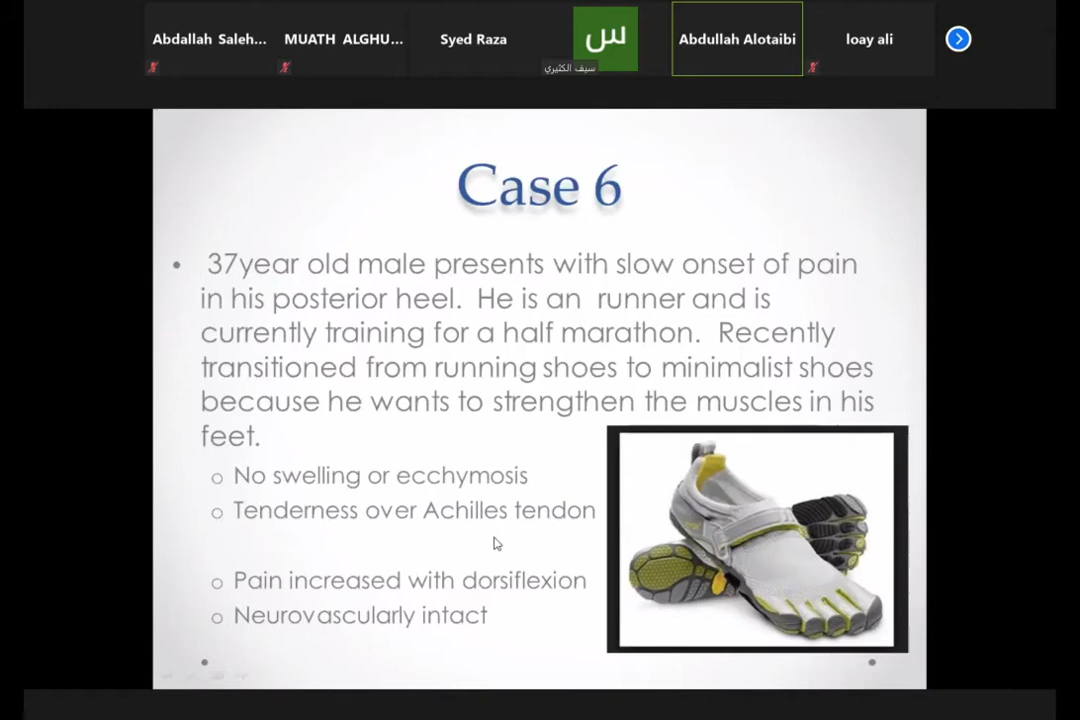 Abdallah Saleh...
MUATH ALGHU...
Syed Raza
س
سيف الكثيري
Abdullah Alotaibi
loay ali
Case 6
• 37year old male presents with slow onset of pain
in his posterior heel. He is an runner and is
currently training for a half marathon. Recently
transitioned from running shoes to minimalist shoes
because he wants to strengthen the muscles in his
feet.
o No swelling or ecchymosis
o Tenderness over Achilles tendon
o Pain increased with dorsiflexion
o Neurovascularly intact